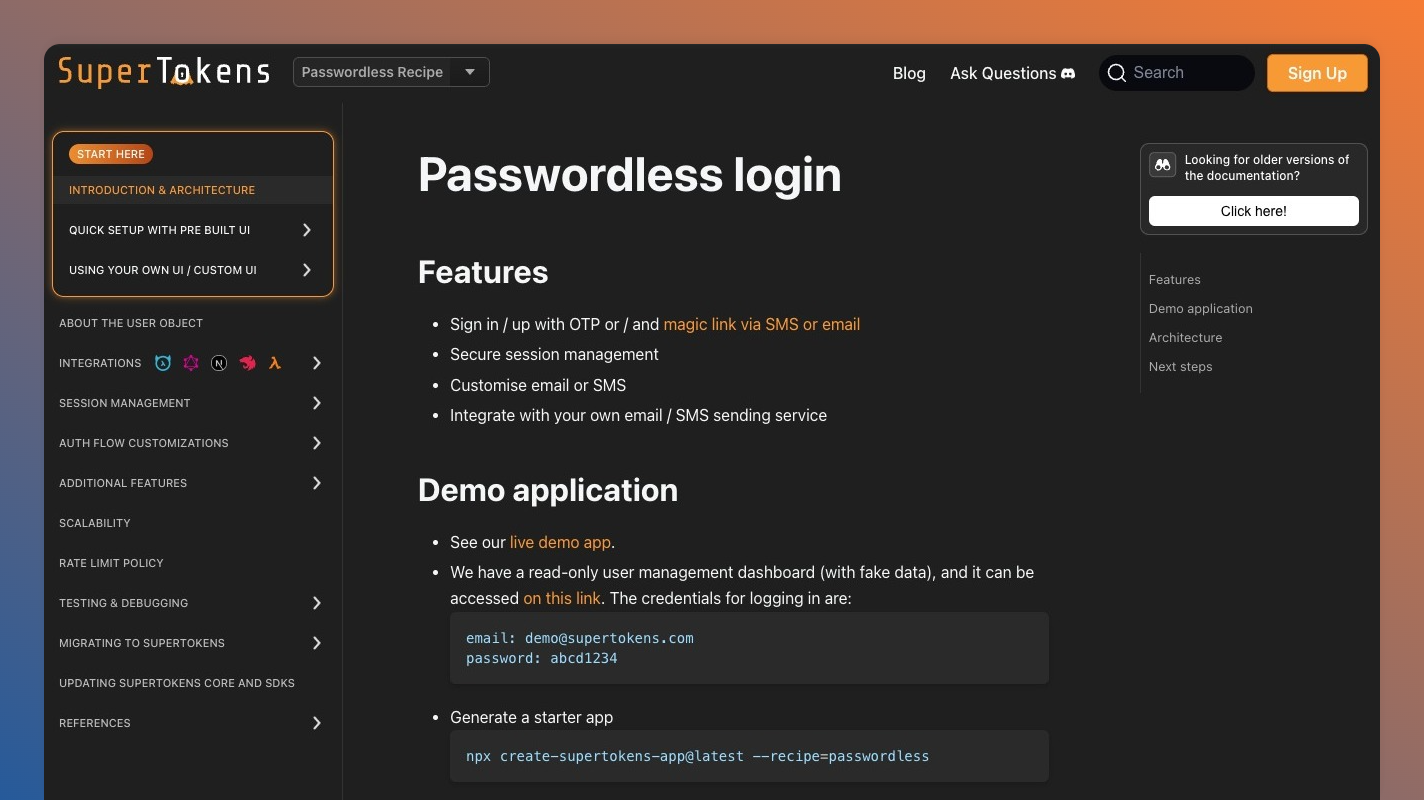 SuperTokens
Passwordless Recipe
Blog
Ask Questions
Search
Sign Up
START HERE
INTRODUCTION & ARCHITECTURE
QUICK SETUP WITH PRE BUILT UI
USING YOUR OWN UI / CUSTOM UI
ABOUT THE USER OBJECT
INTEGRATIONS
SESSION MANAGEMENT
AUTH FLOW CUSTOMIZATIONS
ADDITIONAL FEATURES
SCALABILITY
RATE LIMIT POLICY
TESTING & DEBUGGING
MIGRATING TO SUPERTOKENS
UPDATING SUPERTOKENS CORE AND SDKS
REFERENCES
Passwordless login
Features
Sign in / up with OTP or / and magic link via SMS or email
Secure session management
Customise email or SMS
Integrate with your own email / SMS sending service
Demo application
See our live demo app.
We have a read-only user management dashboard (with fake data), and it can be
accessed on this link. The credentials for logging in are:
email: demo@supertokens.com
password: abcd1234
Generate a starter app
npx create-supertokens-app@latest --recipe=passwordless
Looking for older versions of
the documentation?
Click here!
Features
Demo application
Architecture
Next steps